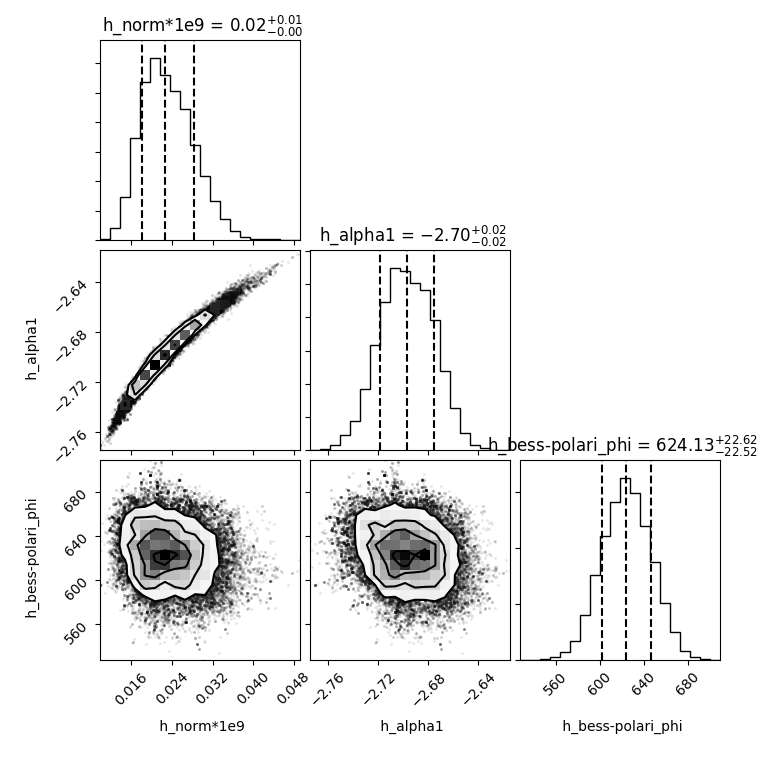 h_norm*1e9 = 0.02+0.01−0.00
h_alpha1 = −2.70+0.02−0.02
−2.64
−2.68
−2.72
−2.76
h_alpha1
h_bess-polari_phi = 624.13+22.62−22.52
680
640
600
560
h_bess-polari_phi
0.016 0.024 0.032 0.040 0.048
−2.76 −2.72 −2.68 −2.64
560 600 640 680
h_norm*1e9 h_alpha1 h_bess-polari_phi